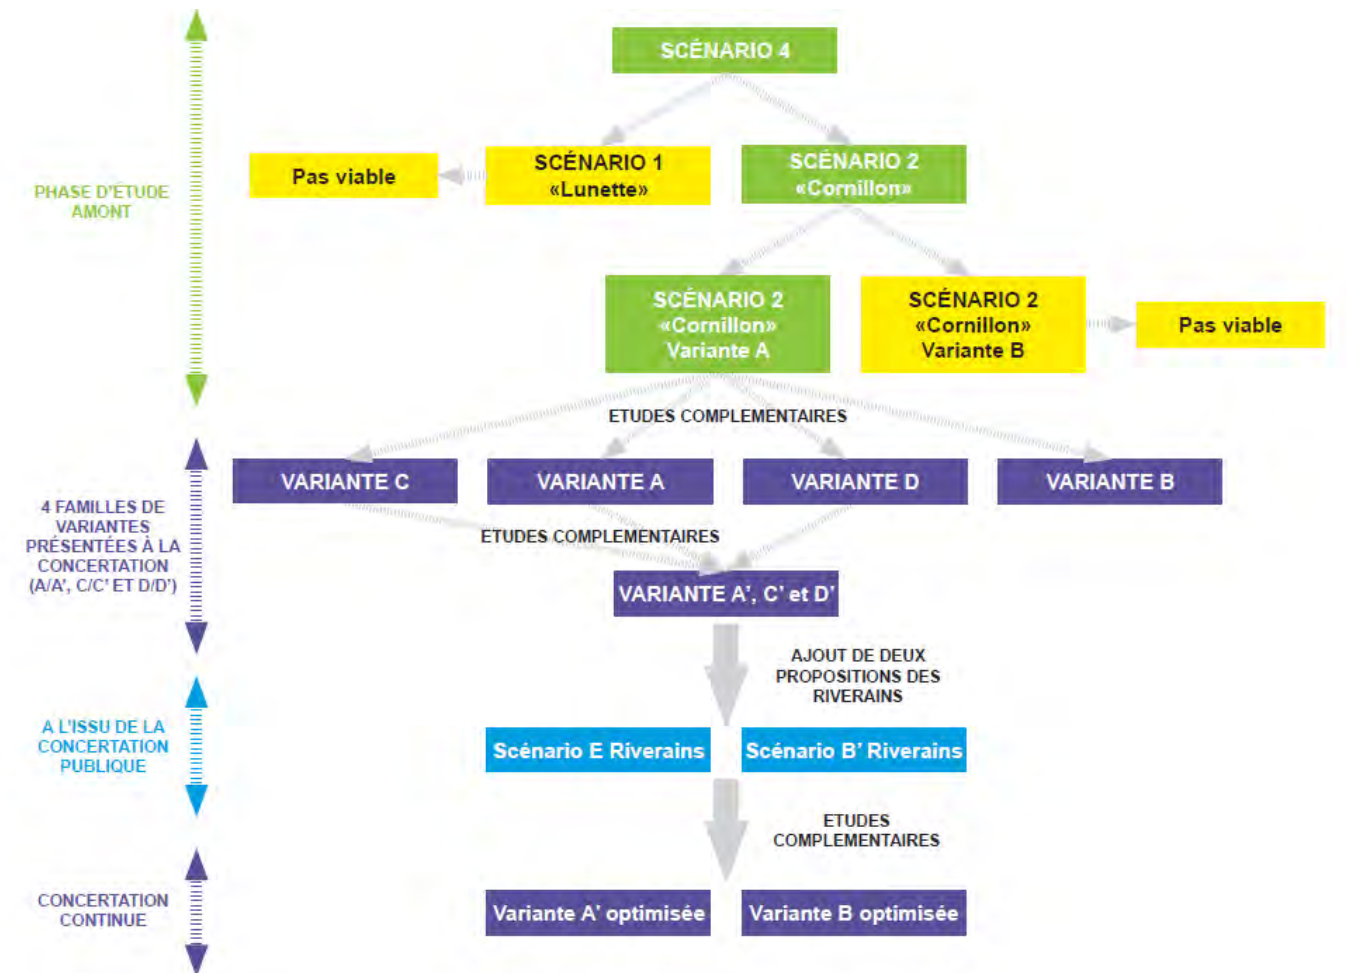 SCÉNARIO 4
PHASE D'ÉTUDE
AMONT
Pas viable
SCÉNARIO 1
«Lunette»
SCÉNARIO 2
«Cornillon»
SCÉNARIO 2
«Cornillon»
Variante A
SCÉNARIO 2
«Cornillon»
Variante B
Pas viable
ETUDES COMPLEMENTAIRES
4 FAMILLES DE
VARIANTES
PRÉSENTÉES À LA
CONCERTATION
(A/A', C/C' ET D/D')
VARIANTE C
VARIANTE A
VARIANTE D
VARIANTE B
ETUDES COMPLEMENTAIRES
VARIANTE A', C' et D'
AJOUT DE DEUX
PROPOSITIONS DES
RIVERAINS
A L'ISSU DE LA
CONCERTATION
PUBLIQUE
Scénario E Riverains
Scénario B' Riverains
ETUDES
COMPLEMENTAIRES
CONCERTATION
CONTINUE
Variante A' optimisée
Variante B optimisée